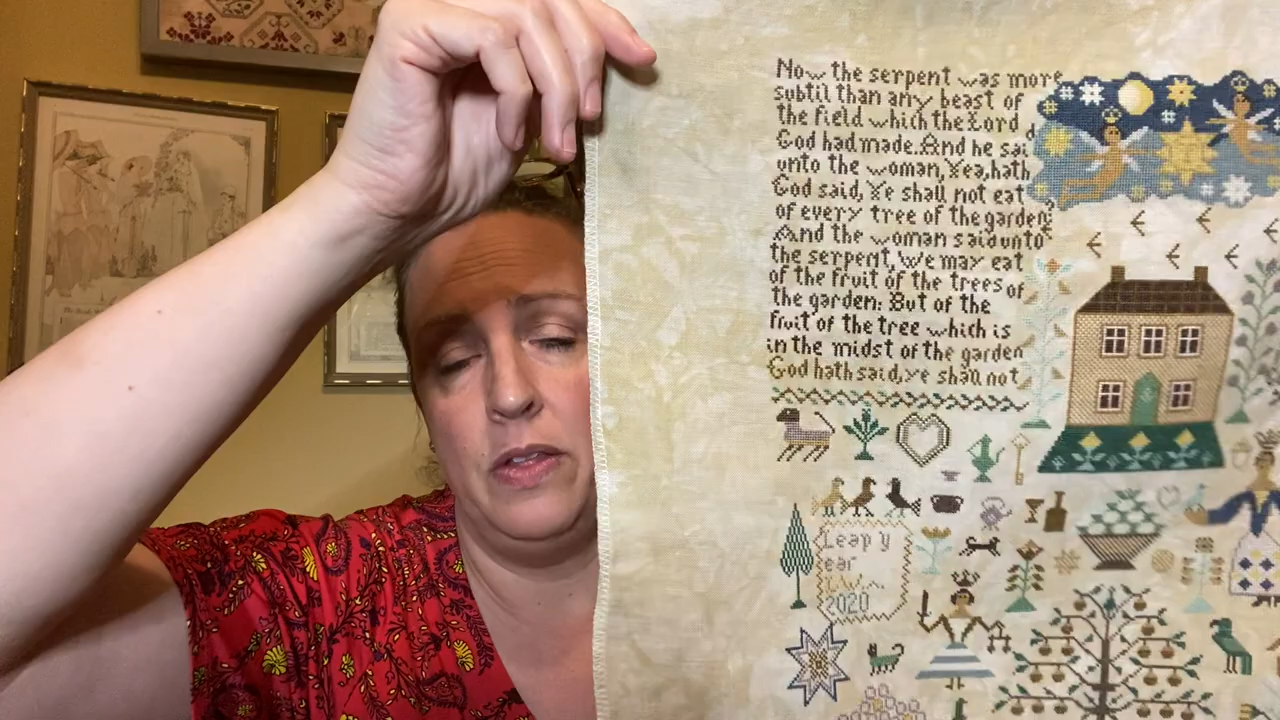 Now the serpent was more
subtil than any beast of
the field which the Lord
God had made. And he sai
unto the woman, Yea, hath
God said, Ye shall not eat
of every tree of the garden?
And the woman said unto
the serpent, We may eat
of the fruit of the trees of
the garden: But of the
fruit of the tree which is
in the midst of the garden
God hath said, ye shall not
Leap y
ear
2020